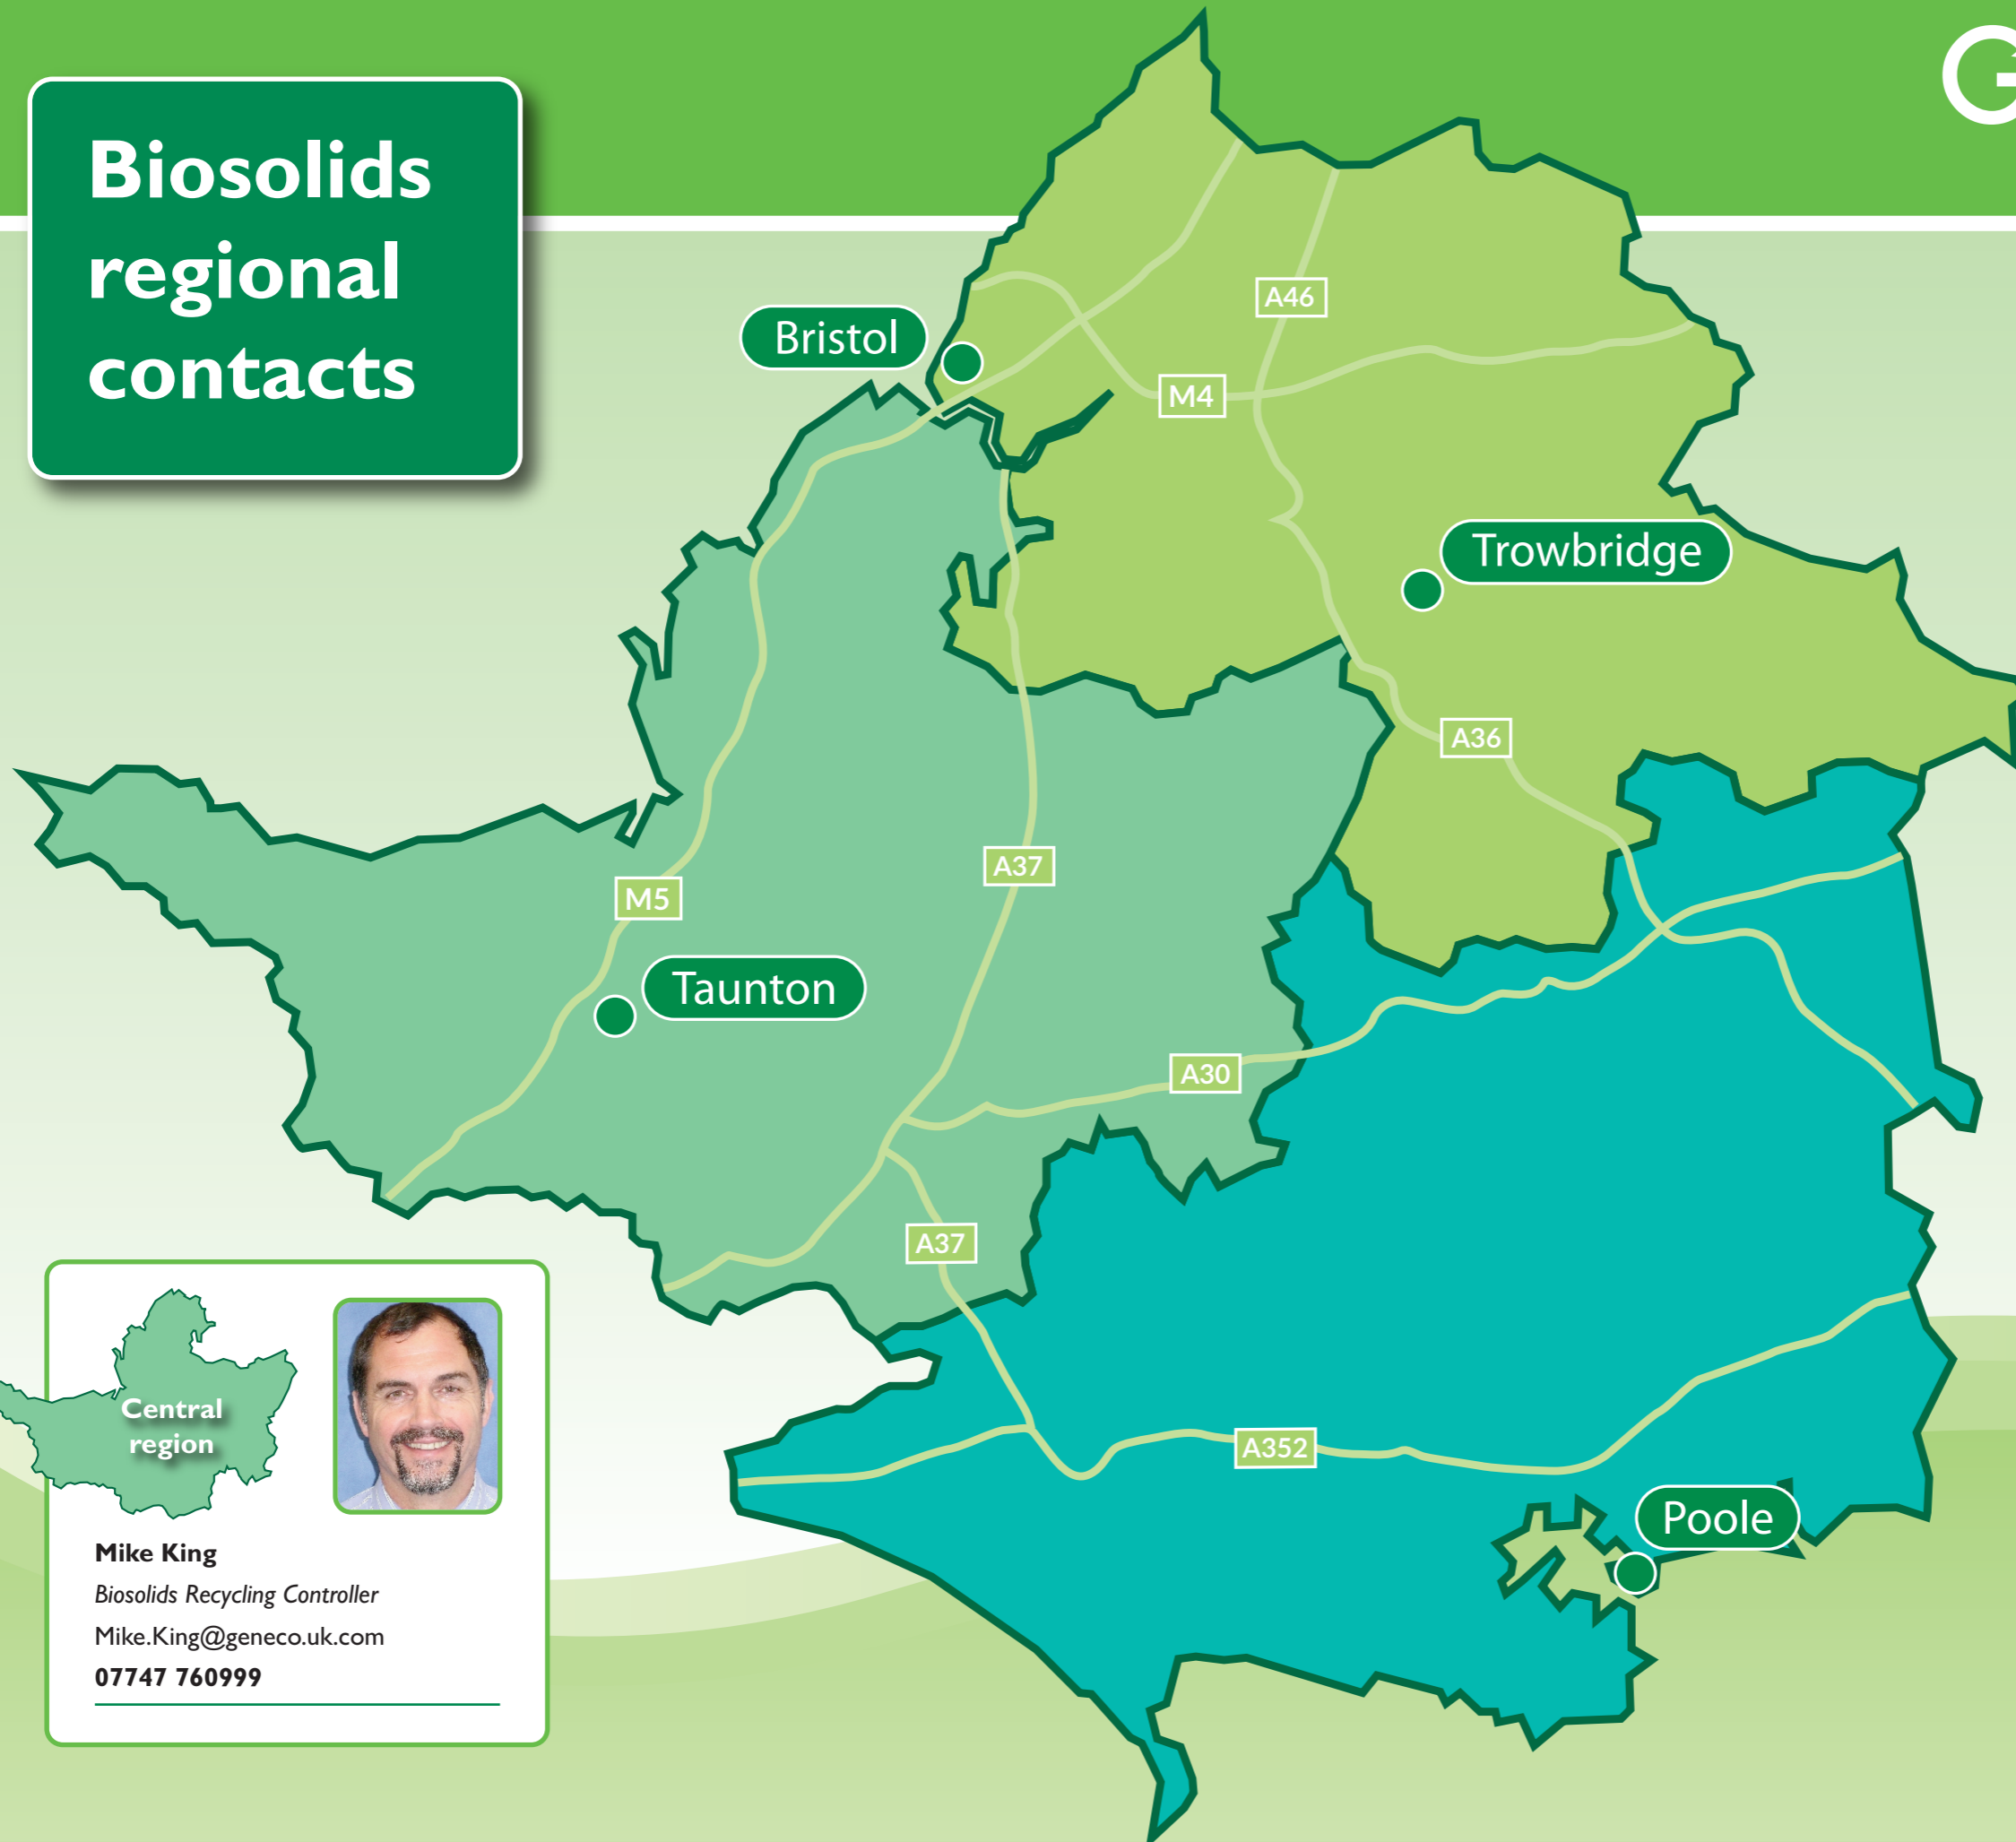 Biosolids
regional
contacts
G
Bristol
A46
M4
Trowbridge
A36
A37
M5
Taunton
A30
A37
A352
Poole
Central
region
Mike King
Biosolids Recycling Controller
Mike.King@geneco.uk.com
07747 760999